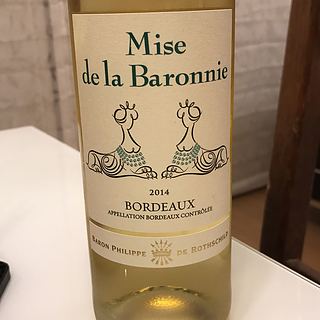 Mise
de la Baronnie
2014
BORDEAUX
APPELLATION BORDEAUX CONTRÔLÉE
BARON PHILIPPE DE ROTHSCHILD